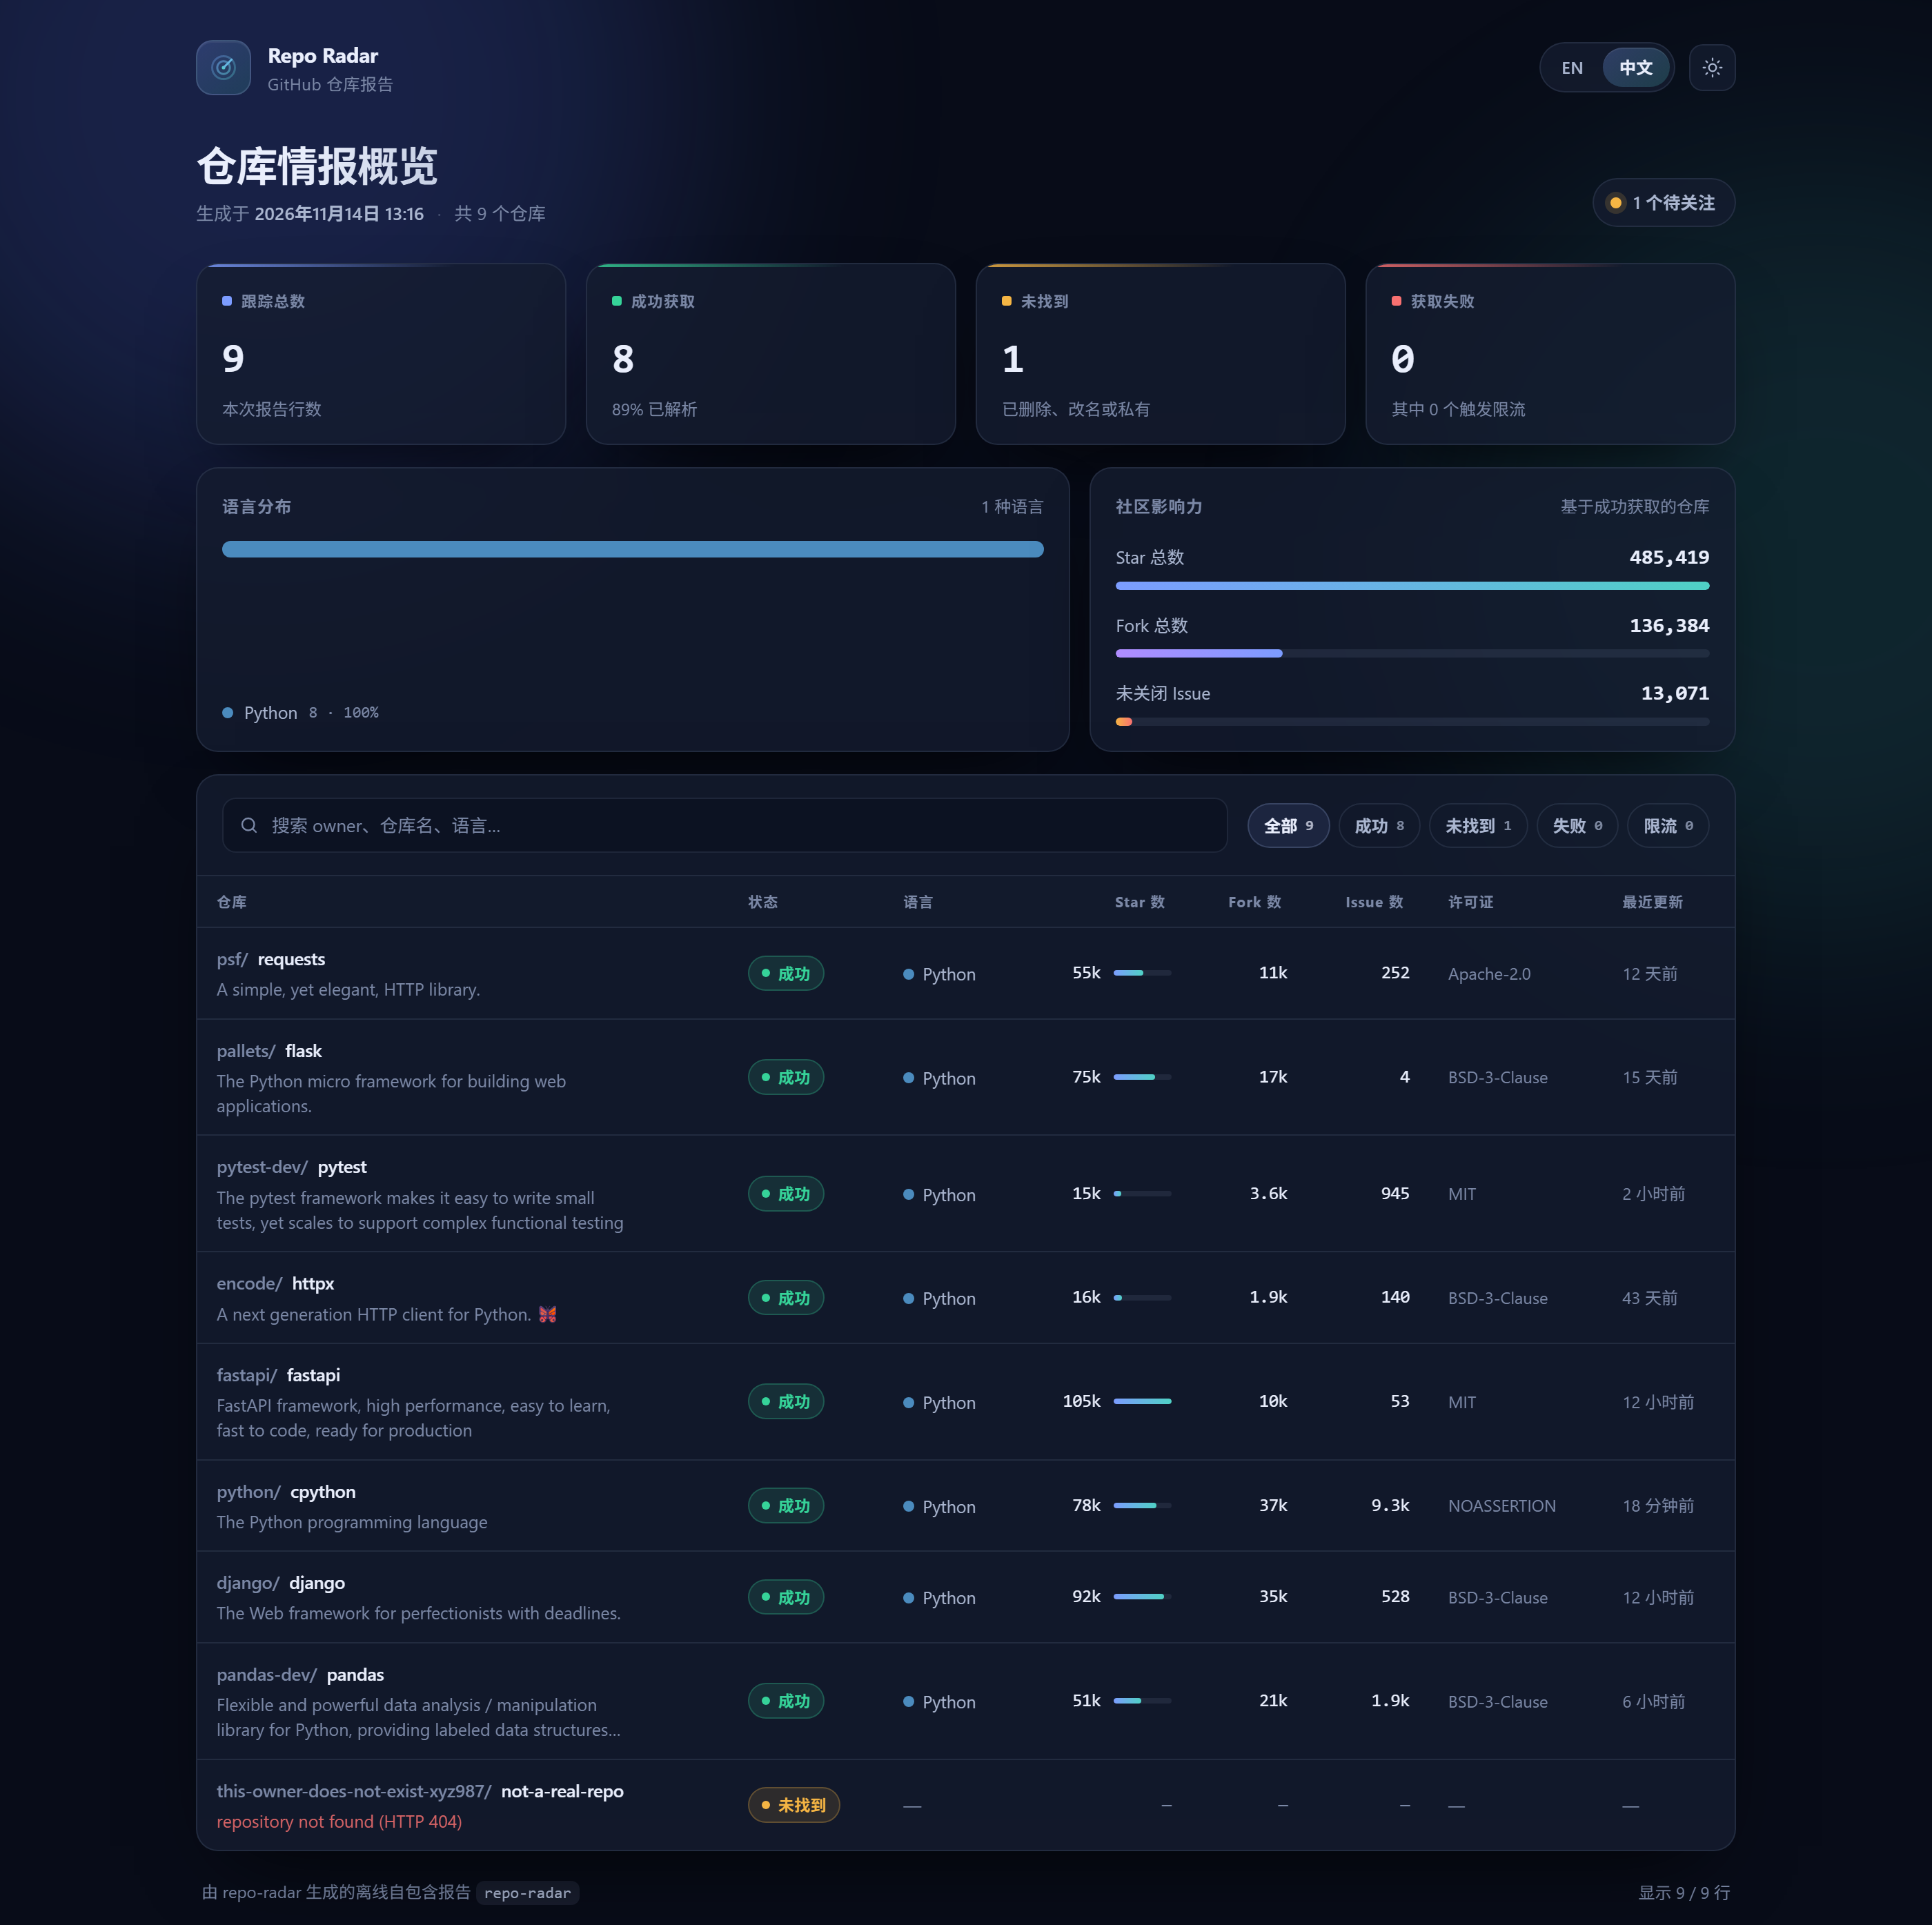 Repo Radar
GitHub 仓库报告
EN 中文
仓库情报概览
生成于 2026年11月14日 13:16 · 共 9 个仓库
1 个待关注
跟踪总数
9
本次报告行数
成功获取
8
89% 已解析
未找到
1
已删除、改名或私有
获取失败
0
其中 0 个触发限流
语言分布 1 种语言
Python 8 · 100%
社区影响力 基于成功获取的仓库
Star 总数 485,419
Fork 总数 136,384
未关闭 Issue 13,071
搜索 owner、仓库名、语言...
全部 9 成功 8 未找到 1 失败 0 限流 0
仓库 状态 语言 Star 数 Fork 数 Issue 数 许可证 最近更新
psf/ requests
A simple, yet elegant, HTTP library.
成功 Python 55k 11k 252 Apache-2.0 12 天前
pallets/ flask
The Python micro framework for building web
applications.
成功 Python 75k 17k 4 BSD-3-Clause 15 天前
pytest-dev/ pytest
The pytest framework makes it easy to write small
tests, yet scales to support complex functional testing
成功 Python 15k 3.6k 945 MIT 2 小时前
encode/ httpx
A next generation HTTP client for Python. 🦋
成功 Python 16k 1.9k 140 BSD-3-Clause 43 天前
fastapi/ fastapi
FastAPI framework, high performance, easy to learn,
fast to code, ready for production
成功 Python 105k 10k 53 MIT 12 小时前
python/ cpython
The Python programming language
成功 Python 78k 37k 9.3k NOASSERTION 18 分钟前
django/ django
The Web framework for perfectionists with deadlines.
成功 Python 92k 35k 528 BSD-3-Clause 12 小时前
pandas-dev/ pandas
Flexible and powerful data analysis / manipulation
library for Python, providing labeled data structures...
成功 Python 51k 21k 1.9k BSD-3-Clause 6 小时前
this-owner-does-not-exist-xyz987/ not-a-real-repo
repository not found (HTTP 404)
未找到 — — — — — —
由 repo-radar 生成的离线自包含报告 repo-radar
显示 9 / 9 行